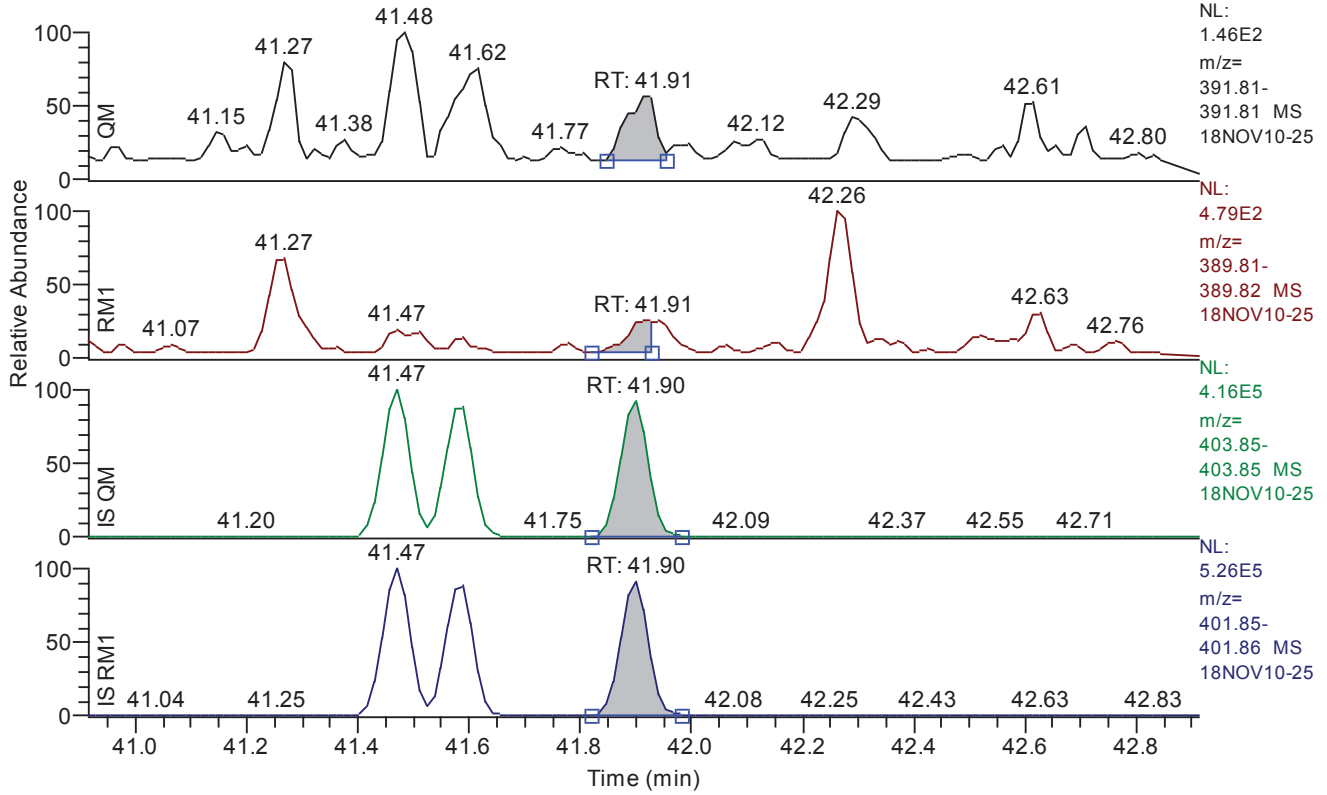 41.48
100
41.27
41.62
RT: 41.91
42.61
50
41.15
41.38
41.77
42.12
42.29
42.80
0
QM
NL:
1.46E2
m/z=
391.81-
391.81 MS
18NOV10-25
42.26
100
41.27
RT: 41.91
50
41.07
41.47
42.63
42.76
0
RM1
NL:
4.79E2
m/z=
389.81-
389.82 MS
18NOV10-25
Relative Abundance
41.47
RT: 41.90
100
50
41.20
41.75
42.09
42.37
42.55
42.71
0
IS QM
NL:
4.16E5
m/z=
403.85-
403.85 MS
18NOV10-25
41.47
RT: 41.90
100
50
41.04
41.25
42.08
42.25
42.43
42.63
42.83
0
IS RM1
NL:
5.26E5
m/z=
401.85-
401.86 MS
18NOV10-25
41.0 41.2 41.4 41.6 41.8 42.0 42.2 42.4 42.6 42.8
Time (min)